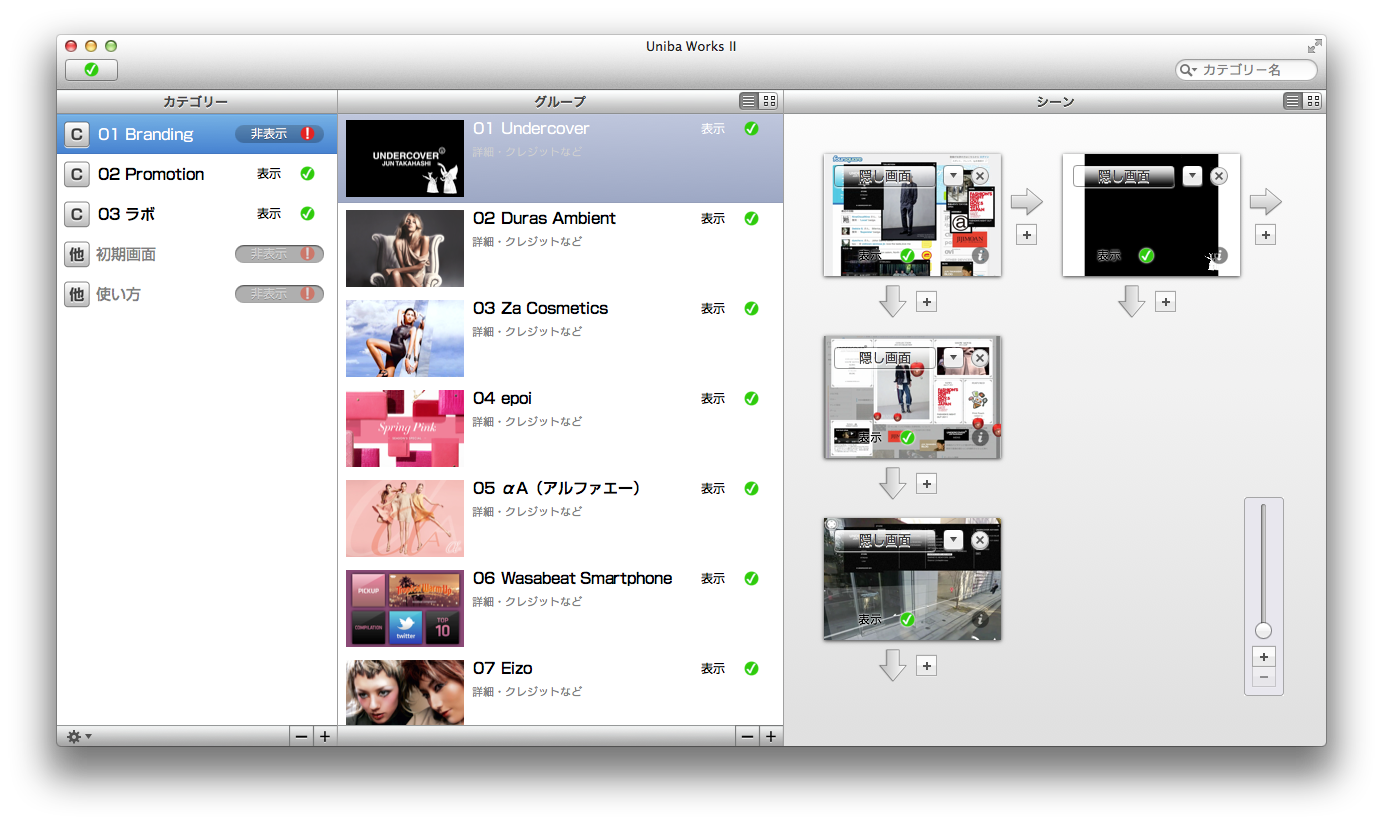 Uniba Works II
カテゴリー名
カテゴリー
グループ
シーン
C 01 Branding 非表示
C 02 Promotion 表示
C 03 ラボ 表示
他 初期画面 非表示
他 使い方 非表示
UNDERCOVER
JUN TAKAHASHI
01 Undercover 表示
詳細・クレジットなど
02 Duras Ambient 表示
詳細・クレジットなど
03 Za Cosmetics 表示
詳細・クレジットなど
Spring Pink
04 epoi 表示
詳細・クレジットなど
05 αA（アルファエー） 表示
詳細・クレジットなど
PICKUP
Tropical Warm Up
COMPILATION
twitter
TOP
10
06 Wasabeat Smartphone 表示
詳細・クレジットなど
07 Eizo 表示
詳細・クレジットなど
foursquare
隠し画面
表示
隠し画面
表示
隠し画面
表示
隠し画面
表示